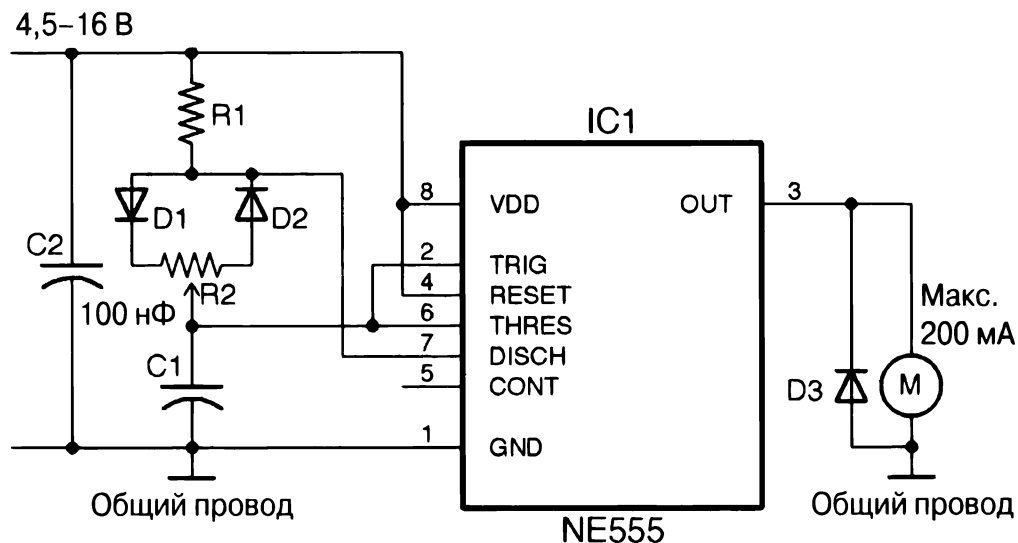 4,5–16 В
R1
IC1
D1
D2
8
VDD
OUT
3
C2
2
TRIG
R2
4
RESET
100 нФ
6
THRES
Макс.
200 мА
C1
7
DISCH
5
CONT
D3
M
1
GND
Общий провод
Общий провод
NE555